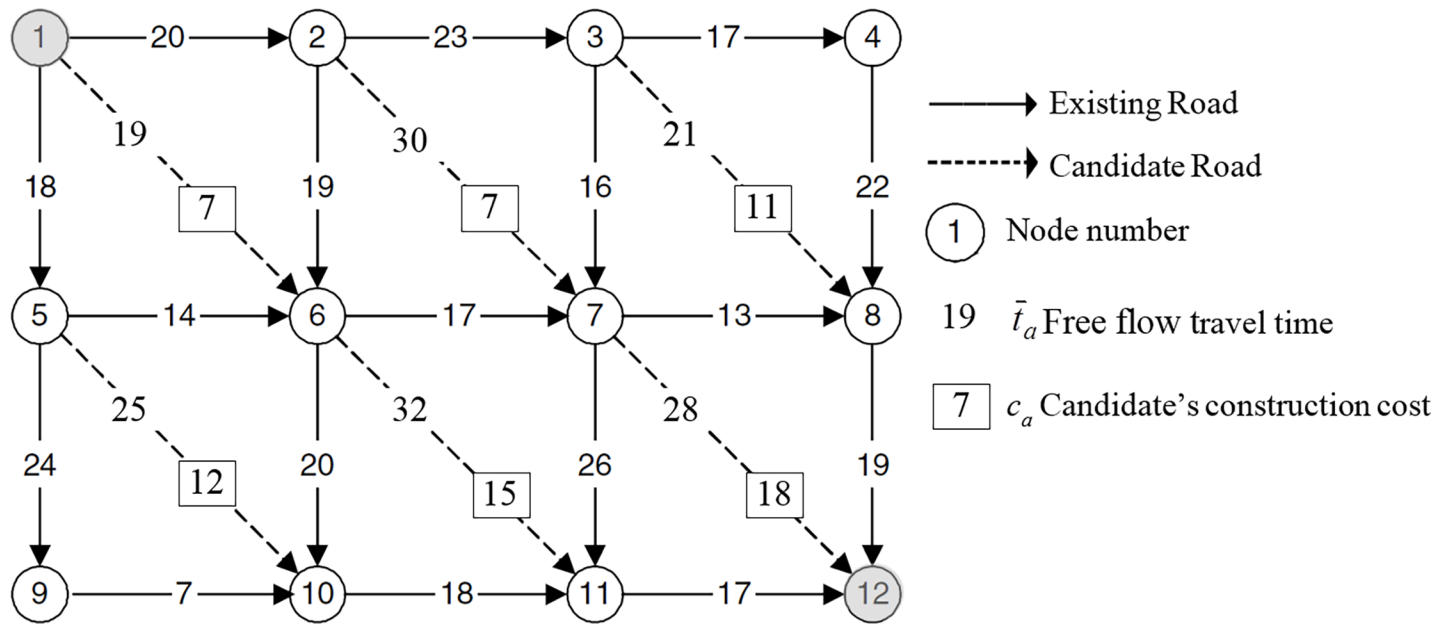 1 20 2 23 3 17 4
Existing Road
19 30 21
Candidate Road
18 19 16 22
7 7 11
1 Node number
5 14 6 17 7 13 8
19 t̄ₐ Free flow travel time
25 32 28
7 cₐ Candidate's construction cost
24 20 26 19
12 15 18
9 7 10 18 11 17 12